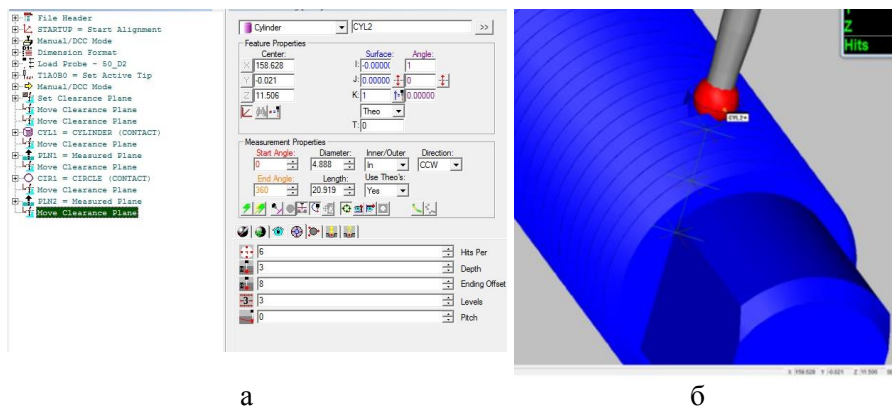 File Header
STARTUP = Start Alignment
Manual/DCC Mode
Dimension Format
Load Probe - 50_D2
T1A0B0 = Set Active Tip
Manual/DCC Mode
Set Clearance Plane
Move Clearance Plane
Move Clearance Plane
CYL1 = CYLINDER (CONTACT)
PLN1 = Measured Plane
Move Clearance Plane
CIR1 = CIRCLE (CONTACT)
Move Clearance Plane
PLN2 = Measured Plane
Move Clearance Plane
Cylinder CYL2 >>
Feature Properties
Center: Surface: Angle:
X 158.628 I: -0.00000 1
Y -0.021 J: 0.00000 0
Z 11.506 K: 1 0.00000
Theo
T: 0
Measurement Properties
Start Angle: Diameter: Inner/Outer Direction:
0 4.888 In CCW
End Angle: Length: Use Theo's:
360 20.919 Yes
6 Hits Per
3 Depth
8 Ending Offset
3 Levels
0 Pitch
Z
Hits
CYL2
X 158.628 Y -0.021 Z 11.506
а
б